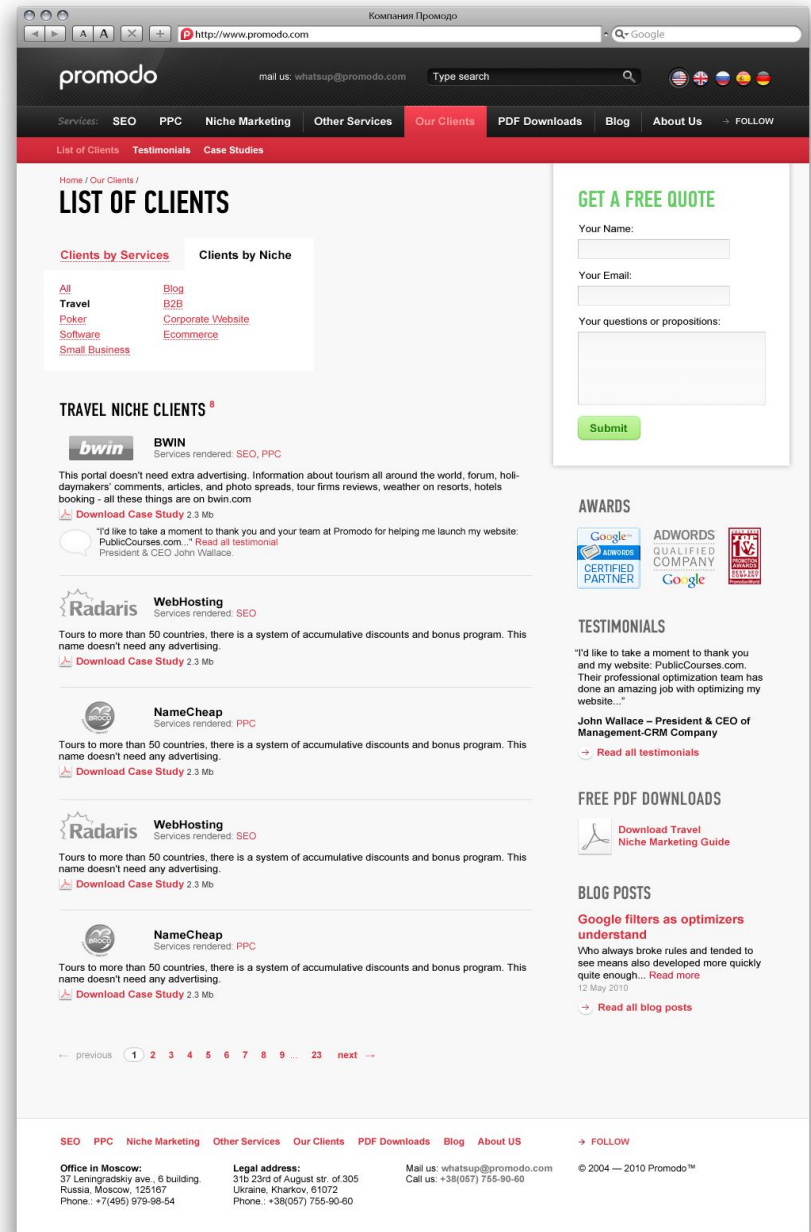 Компания Промодо
A A
http://www.promodo.com
Google
promodo
mail us: whatsup@promodo.com
Type search
Services: SEO PPC Niche Marketing Other Services Our Clients PDF Downloads Blog About Us → FOLLOW
List of Clients Testimonials Case Studies
Home / Our Clients /
LIST OF CLIENTS
Clients by Services Clients by Niche
All Blog
Travel B2B
Poker Corporate Website
Software Ecommerce
Small Business
TRAVEL NICHE CLIENTS 8
bwin
BWIN
Services rendered: SEO, PPC
This portal doesn't need extra advertising. Information about tourism all around the world, forum, holi-
daymakers' comments, articles, and photo spreads, tour firms reviews, weather on resorts, hotels
booking - all these things are on bwin.com
Download Case Study 2.3 Mb
"I'd like to take a moment to thank you and your team at Promodo for helping me launch my website:
PublicCourses.com..." Read all testimonial
President & CEO John Wallace.
Radaris
WebHosting
Services rendered: SEO
Tours to more than 50 countries, there is a system of accumulative discounts and bonus program. This
name doesn't need any advertising.
Download Case Study 2.3 Mb
BROCO
NameCheap
Services rendered: PPC
Tours to more than 50 countries, there is a system of accumulative discounts and bonus program. This
name doesn't need any advertising.
Download Case Study 2.3 Mb
Radaris
WebHosting
Services rendered: SEO
Tours to more than 50 countries, there is a system of accumulative discounts and bonus program. This
name doesn't need any advertising.
Download Case Study 2.3 Mb
BROCO
NameCheap
Services rendered: PPC
Tours to more than 50 countries, there is a system of accumulative discounts and bonus program. This
name doesn't need any advertising.
Download Case Study 2.3 Mb
← previous 1 2 3 4 5 6 7 8 9 ... 23 next →
GET A FREE QUOTE
Your Name:
Your Email:
Your questions or propositions:
Submit
AWARDS
Google™
ADWORDS
CERTIFIED
PARTNER
ADWORDS
QUALIFIED
COMPANY
Google
PROMOTION
AWARDS
BEST SEO
COMPANY
TESTIMONIALS
"I'd like to take a moment to thank you
and my website: PublicCourses.com.
Their professional optimization team has
done an amazing job with optimizing my
website..."
John Wallace – President & CEO of
Management-CRM Company
→ Read all testimonials
FREE PDF DOWNLOADS
Download Travel
Niche Marketing Guide
BLOG POSTS
Google filters as optimizers
understand
Who always broke rules and tended to
see means also developed more quickly
quite enough... Read more
12 May 2010
→ Read all blog posts
SEO PPC Niche Marketing Other Services Our Clients PDF Downloads Blog About US → FOLLOW
Office in Moscow:
37 Leningradskiy ave., 6 building.
Russia, Moscow, 125167
Phone.: +7(495) 979-98-54
Legal address:
31b 23rd of August str. of.305
Ukraine, Kharkov, 61072
Phone.: +38(057) 755-90-60
Mail us: whatsup@promodo.com
Call us: +38(057) 755-90-60
© 2004 — 2010 Promodo™